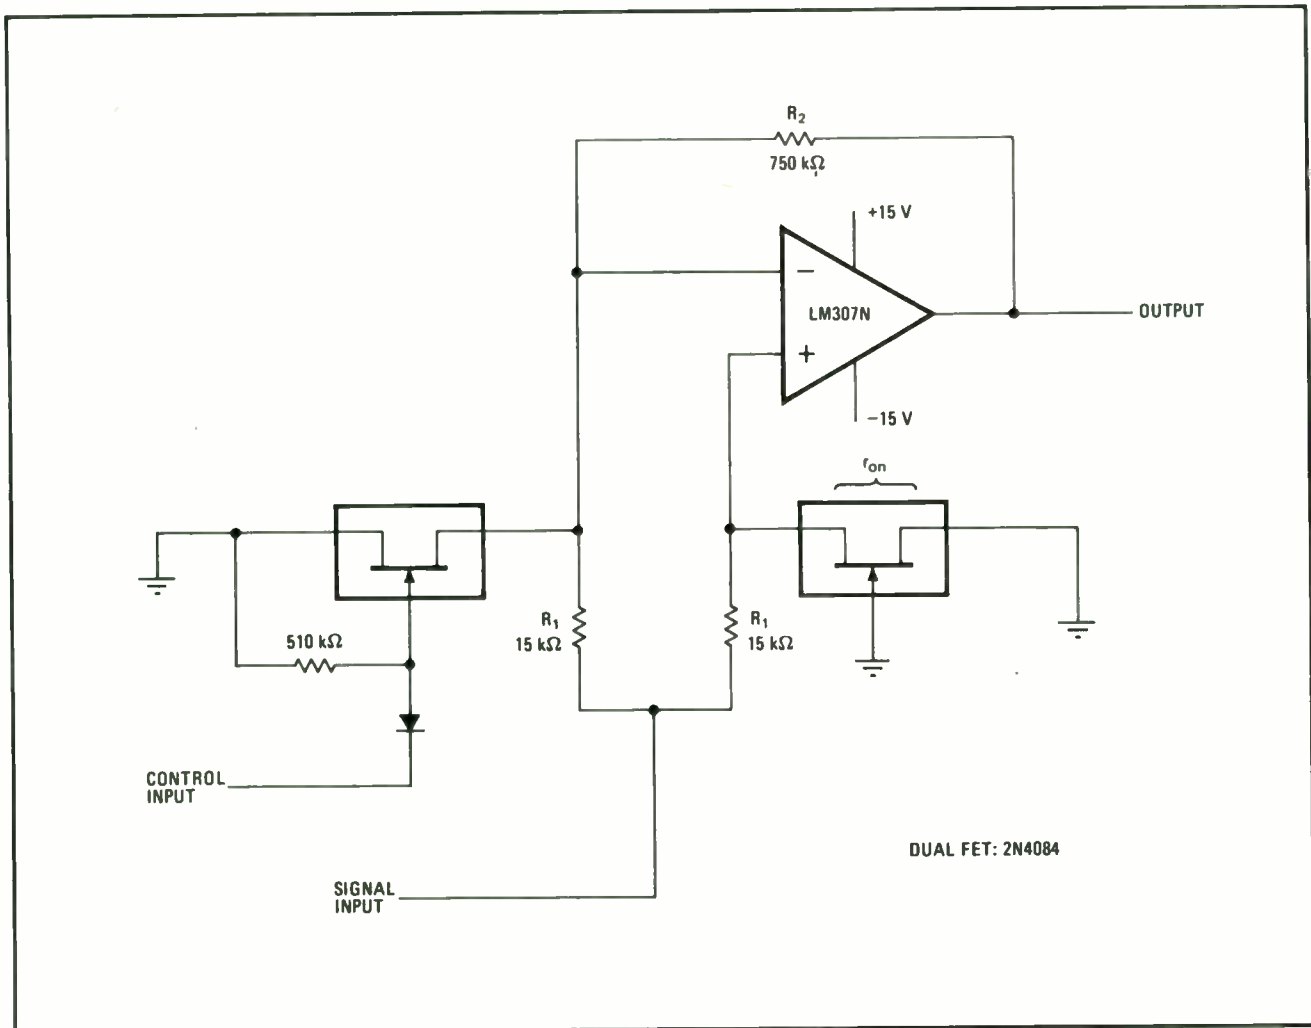 R2
750 kΩ
+15 V
−
LM307N
OUTPUT
+
−15 V
ron
510 kΩ
R1
15 kΩ
R1
15 kΩ
CONTROL
INPUT
DUAL FET: 2N4084
SIGNAL
INPUT